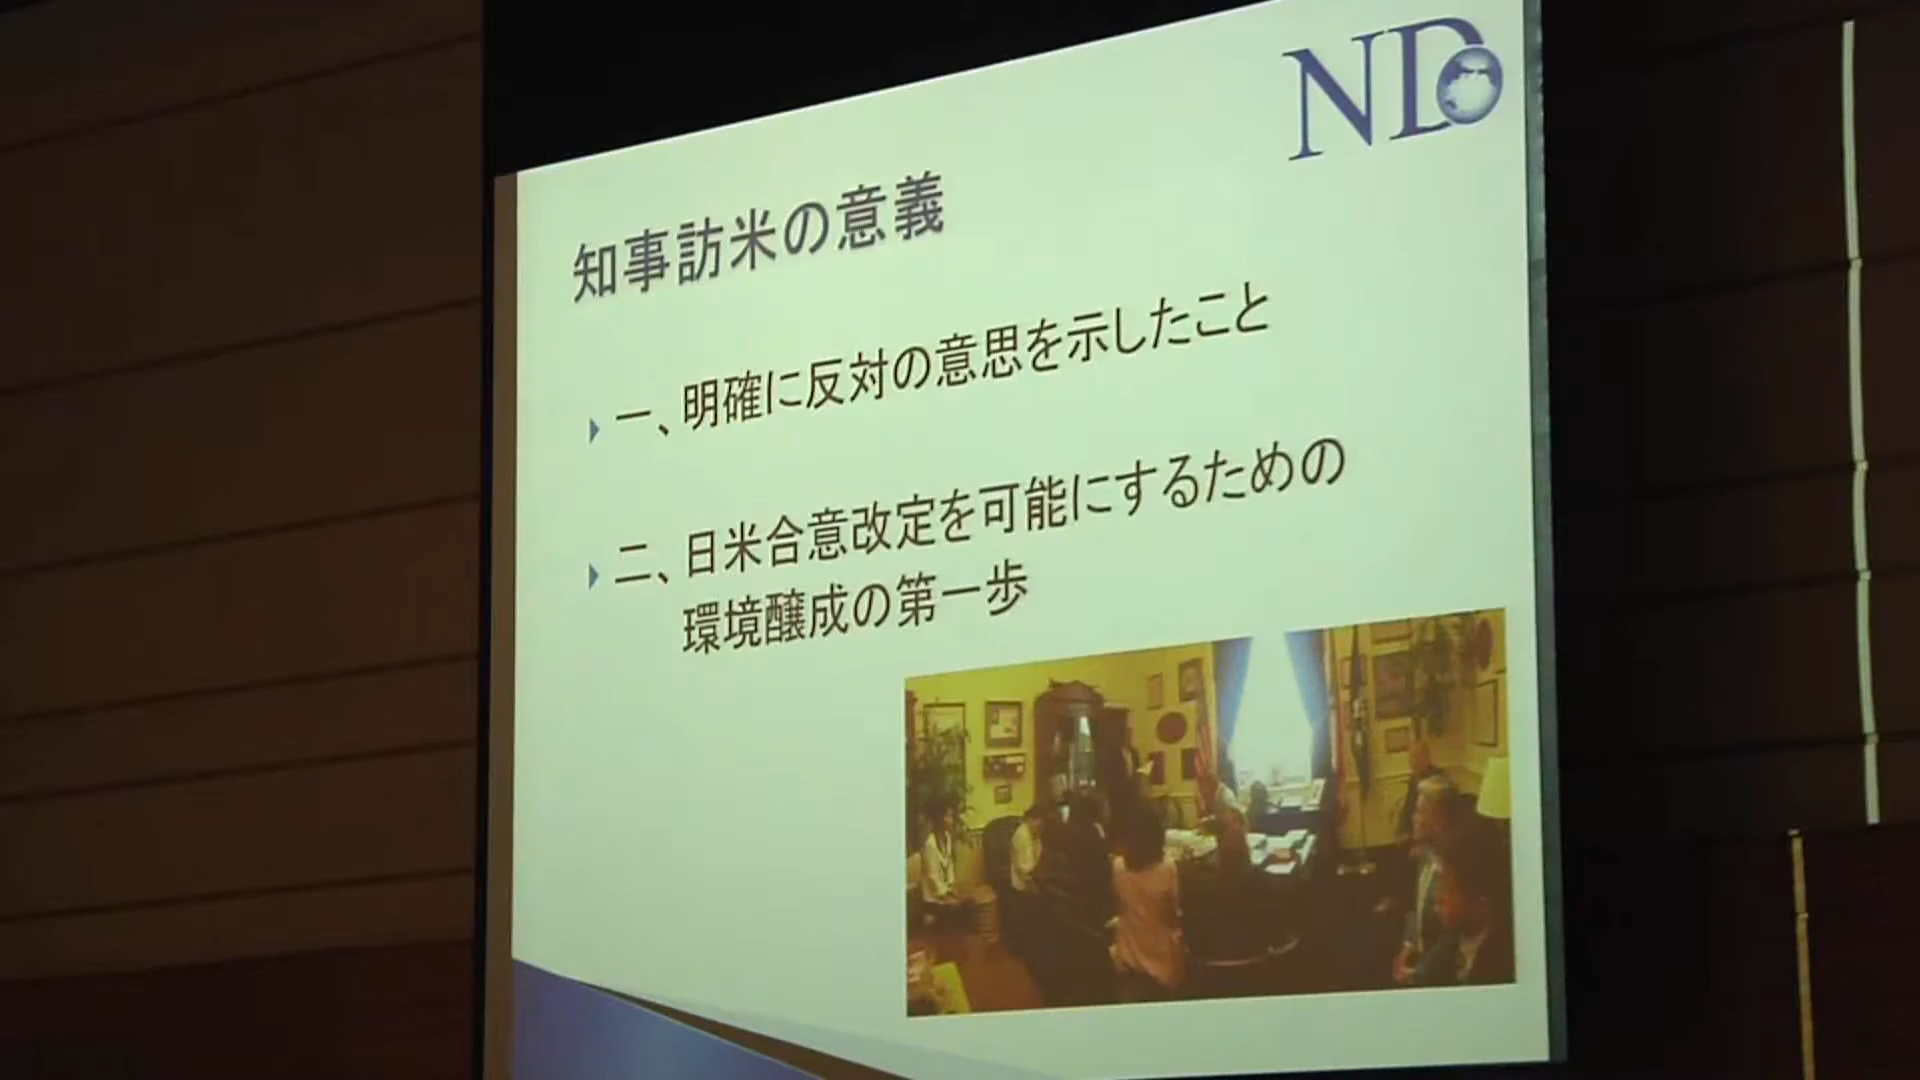 ND
知事訪米の意義
一、明確に反対の意思を示したこと
二、日米合意改定を可能にするための
環境醸成の第一歩